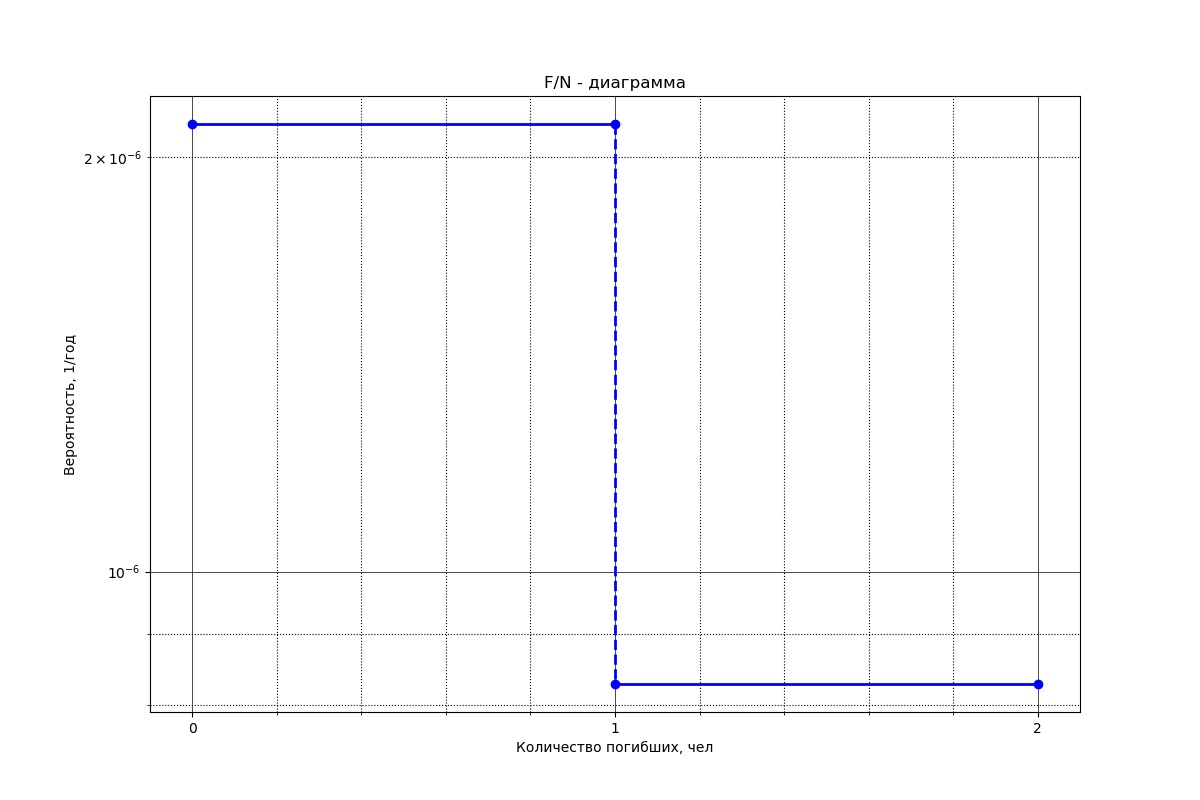 F/N - диаграмма
2 × 10⁻⁶
Вероятность, 1/год
10⁻⁶
0 1 2
Количество погибших, чел